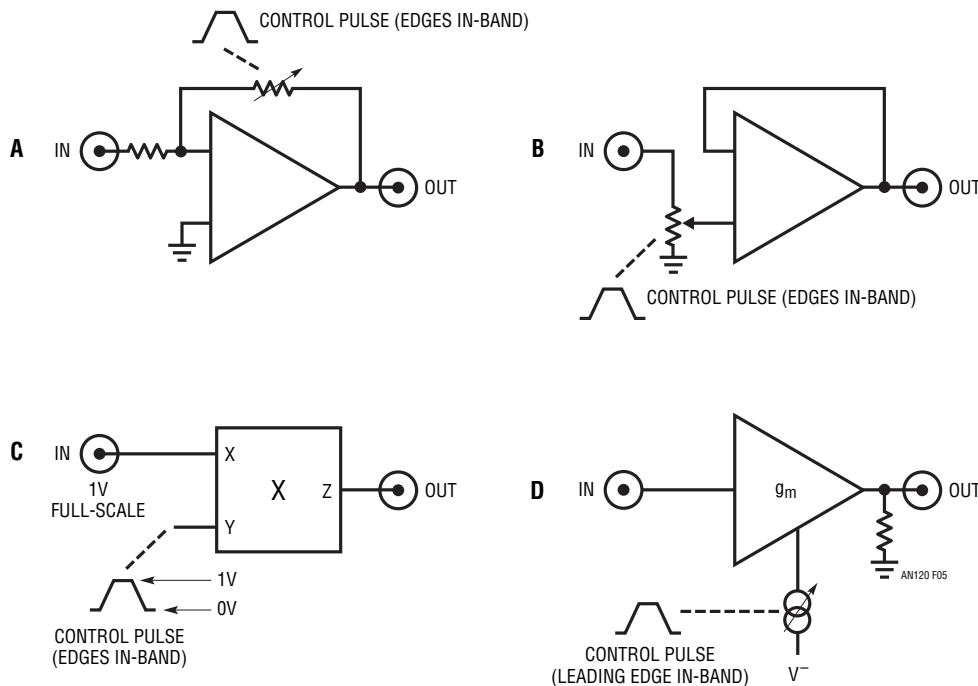 CONTROL PULSE (EDGES IN-BAND)
A
IN
OUT
B
IN
OUT
CONTROL PULSE (EDGES IN-BAND)
C
IN
1V
FULL-SCALE
X
Y
X
Z
OUT
1V
0V
CONTROL PULSE
(EDGES IN-BAND)
D
IN
gm
OUT
AN120 F05
CONTROL PULSE
(LEADING EDGE IN-BAND)
V–